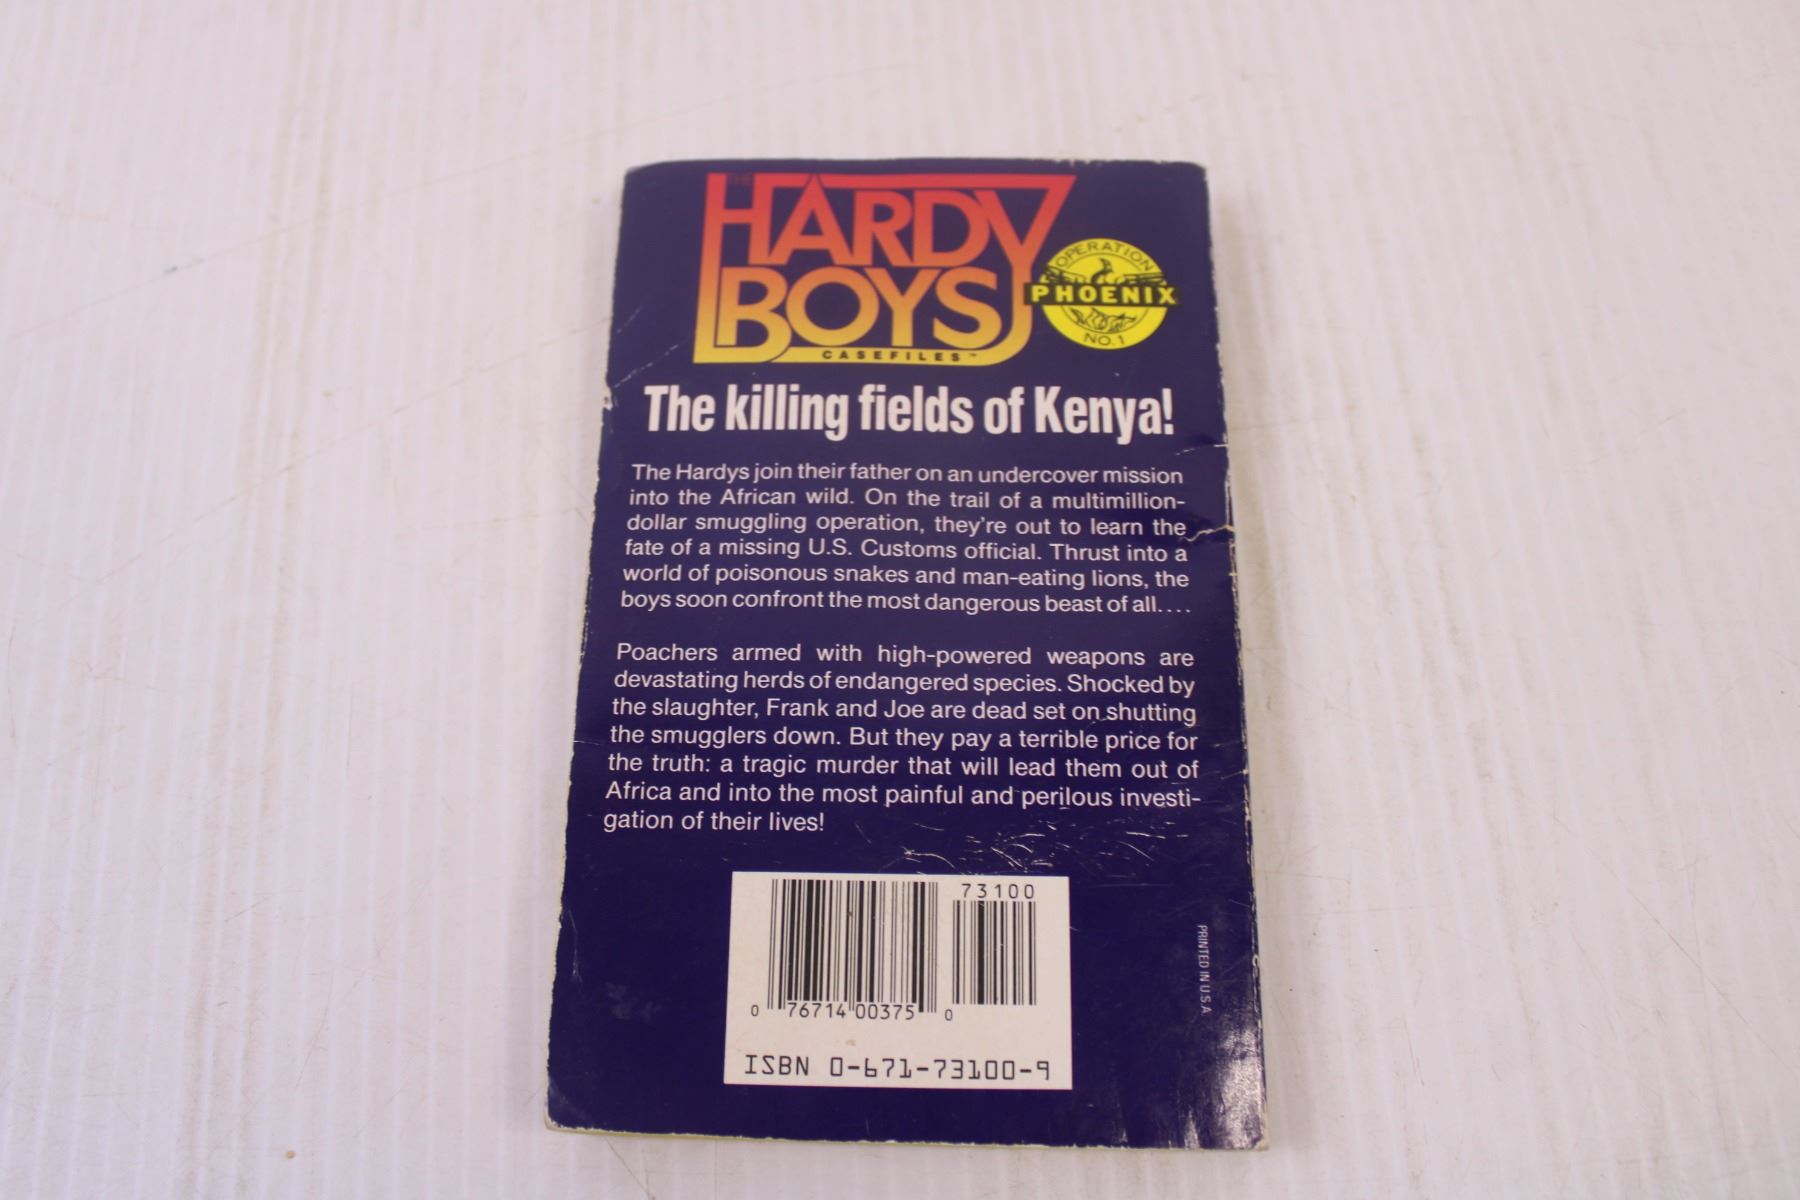 THE
HARDY
BOYS
CASEFILES™
OPERATION
PHOENIX
NO. 1
The killing fields of Kenya!
The Hardys join their father on an undercover mission
into the African wild. On the trail of a multimillion-
dollar smuggling operation, they're out to learn the
fate of a missing U.S. Customs official. Thrust into a
world of poisonous snakes and man-eating lions, the
boys soon confront the most dangerous beast of all....
Poachers armed with high-powered weapons are
devastating herds of endangered species. Shocked by
the slaughter, Frank and Joe are dead set on shutting
the smugglers down. But they pay a terrible price for
the truth: a tragic murder that will lead them out of
Africa and into the most painful and perilous investi-
gation of their lives!
73100
0 76714 00375 0
ISBN 0-671-73100-9
PRINTED IN U.S.A.